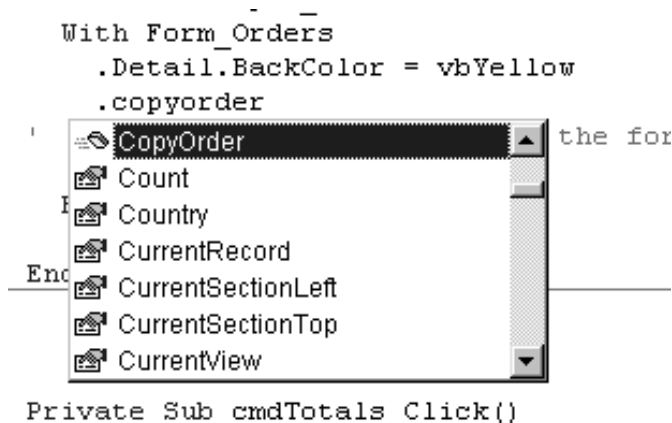 With Form_Orders
.Detail.BackColor = vbYellow
.copyorder
' the for
CopyOrder
Count
Country
CurrentRecord
End
CurrentSectionLeft
CurrentSectionTop
CurrentView
Private Sub cmdTotals Click()